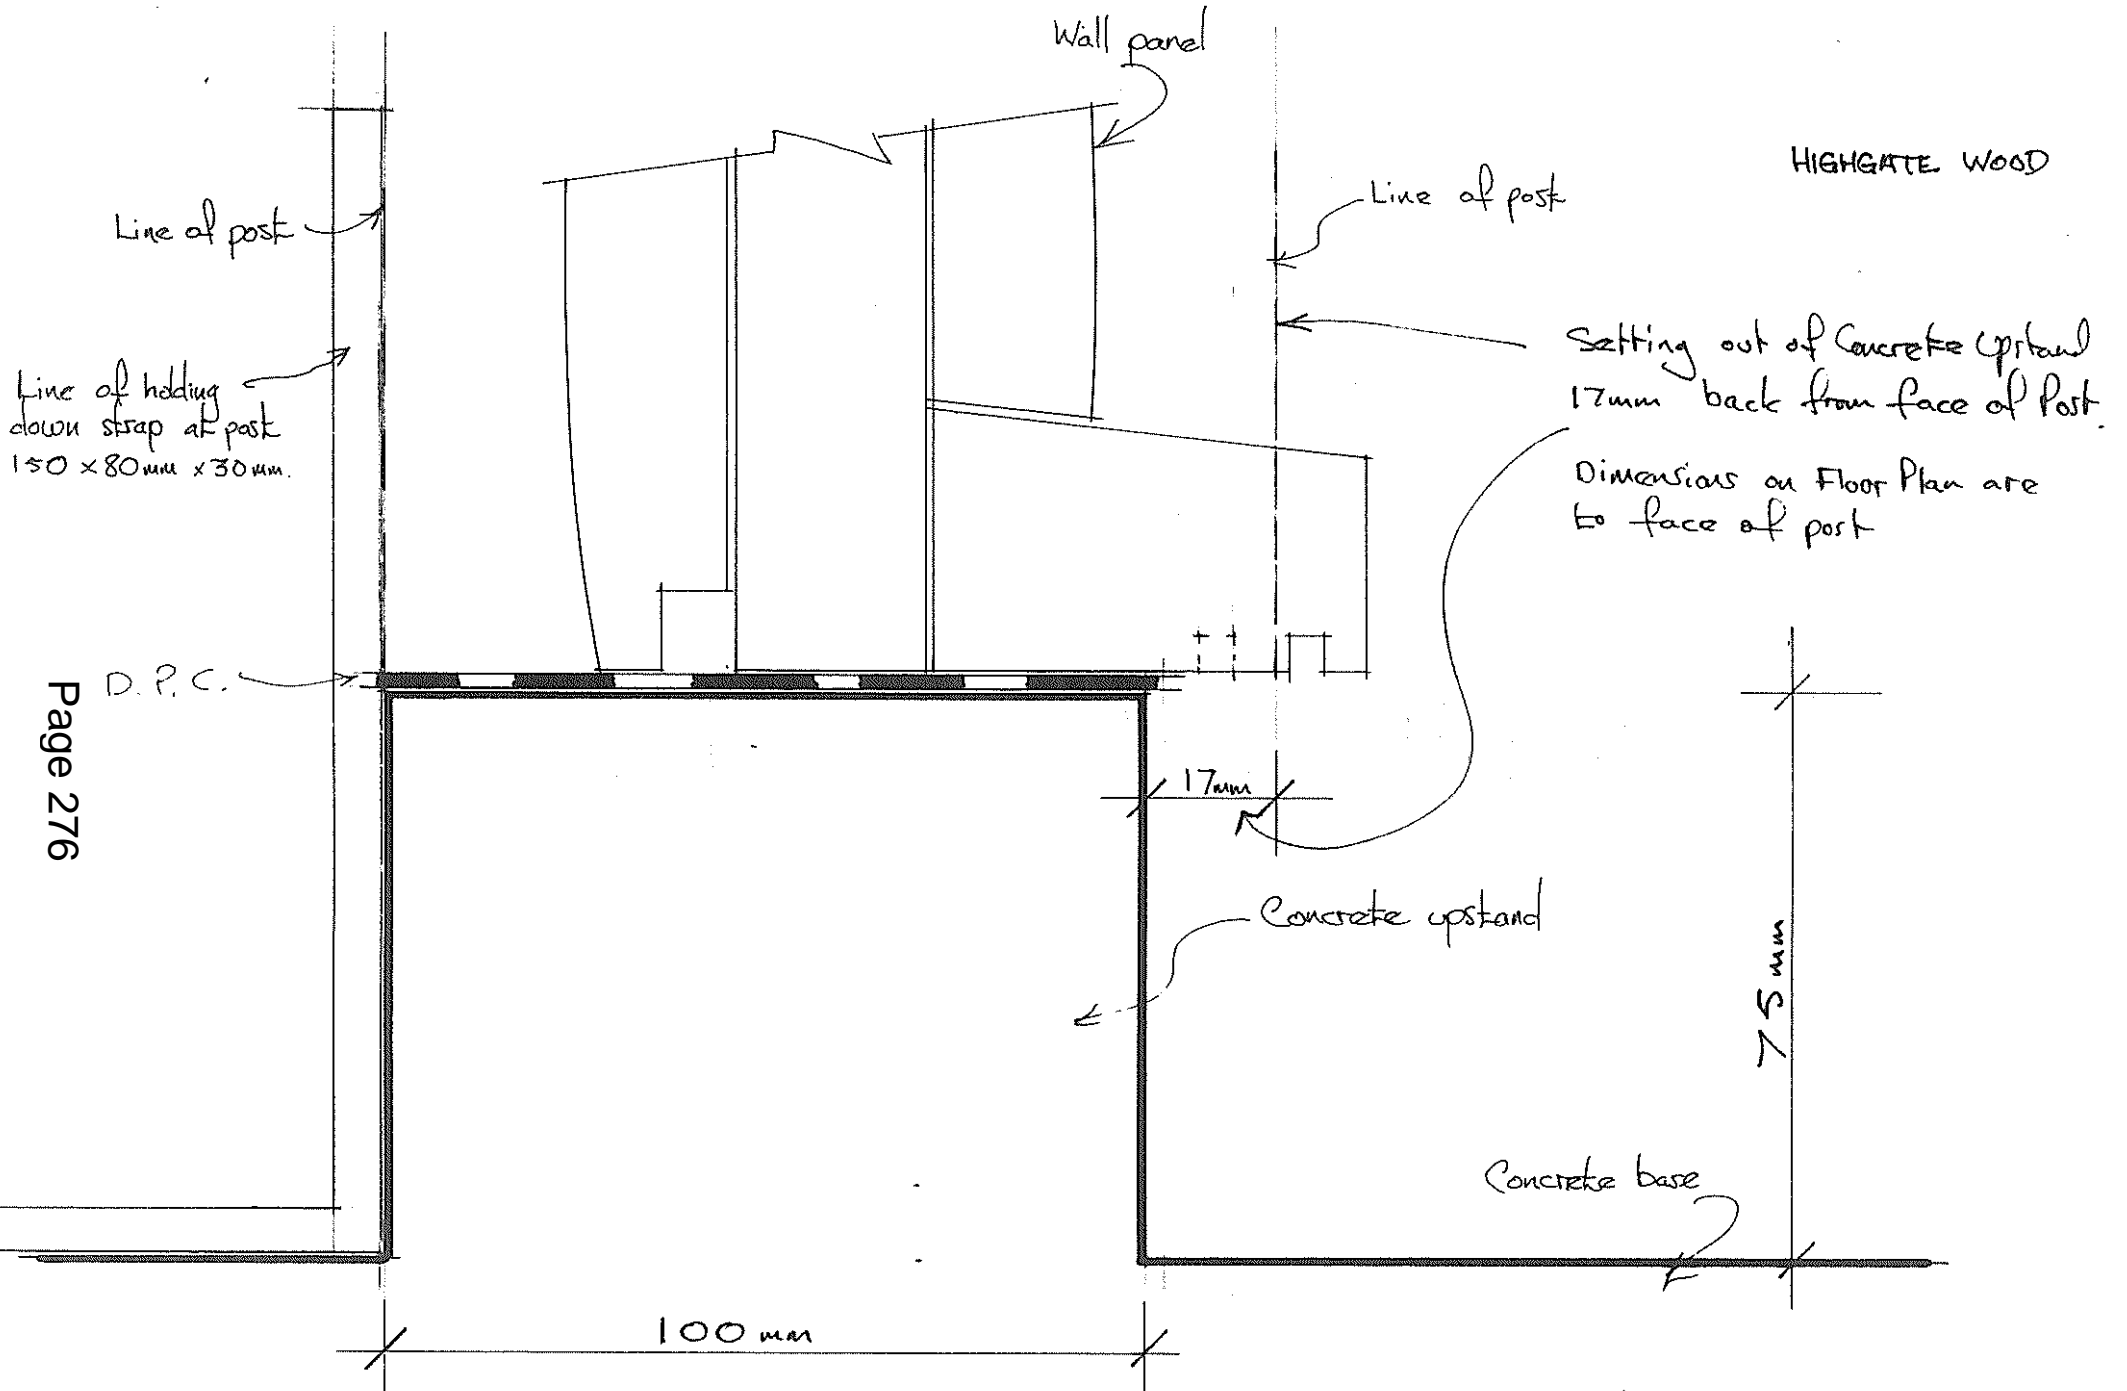 Wall panel
HIGHGATE WOOD
Line of post
Line of post
Setting out of Concrete Upstand
17mm back from face of Post.
Line of holding
down strap at post
150 x 80mm x 30mm.
Dimensions on Floor Plan are
to face of post
D.P.C.
Page 276
17mm
Concrete upstand
75mm
Concrete base
100mm